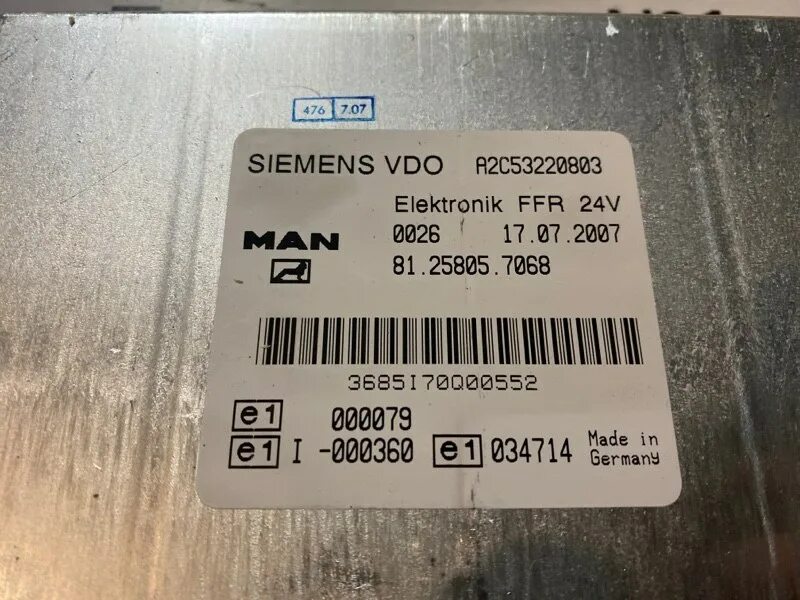 476 7.07
SIEMENS VDO A2C53220803
Elektronik FFR 24V
MAN 0026 17.07.2007
81.25805.7068
3685I70Q00552
e1 000079
e1 I -000360 e1 034714 Made in
Germany